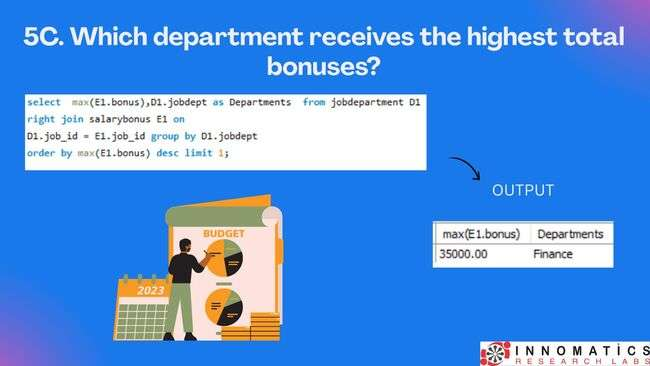 5C. Which department receives the highest total
bonuses?
select max(E1.bonus),D1.jobdept as Departments from jobdepartment D1
right join salarybonus E1 on
D1.job_id = E1.job_id group by D1.jobdept
order by max(E1.bonus) desc limit 1;
OUTPUT
max(E1.bonus) Departments
35000.00 Finance
BUDGET
2023
INNOMATICS
RESEARCH LABS